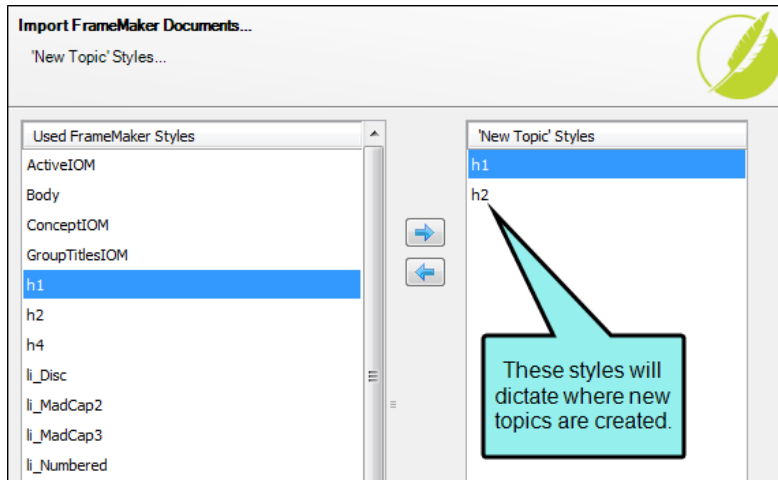 Import FrameMaker Documents...
'New Topic' Styles...
Used FrameMaker Styles
ActiveIOM
Body
ConceptIOM
GroupTitlesIOM
h1
h2
h4
li_Disc
li_MadCap2
li_MadCap3
li_Numbered
'New Topic' Styles
h1
h2
These styles will
dictate where new
topics are created.